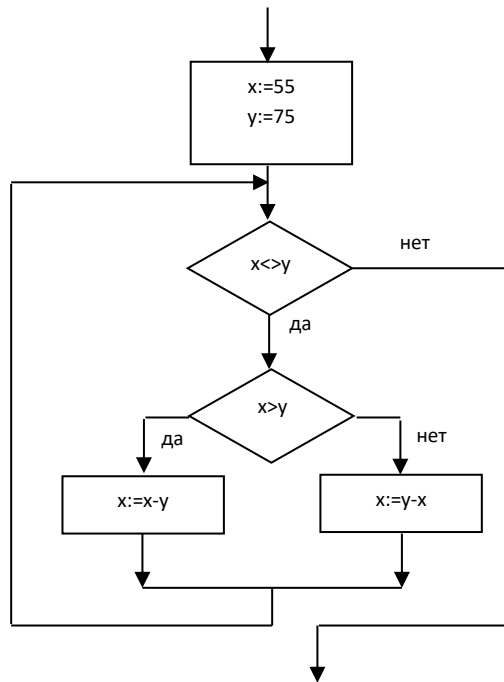 x:=55
y:=75
x<>y
нет
да
x>y
да
нет
x:=x-y
x:=y-x